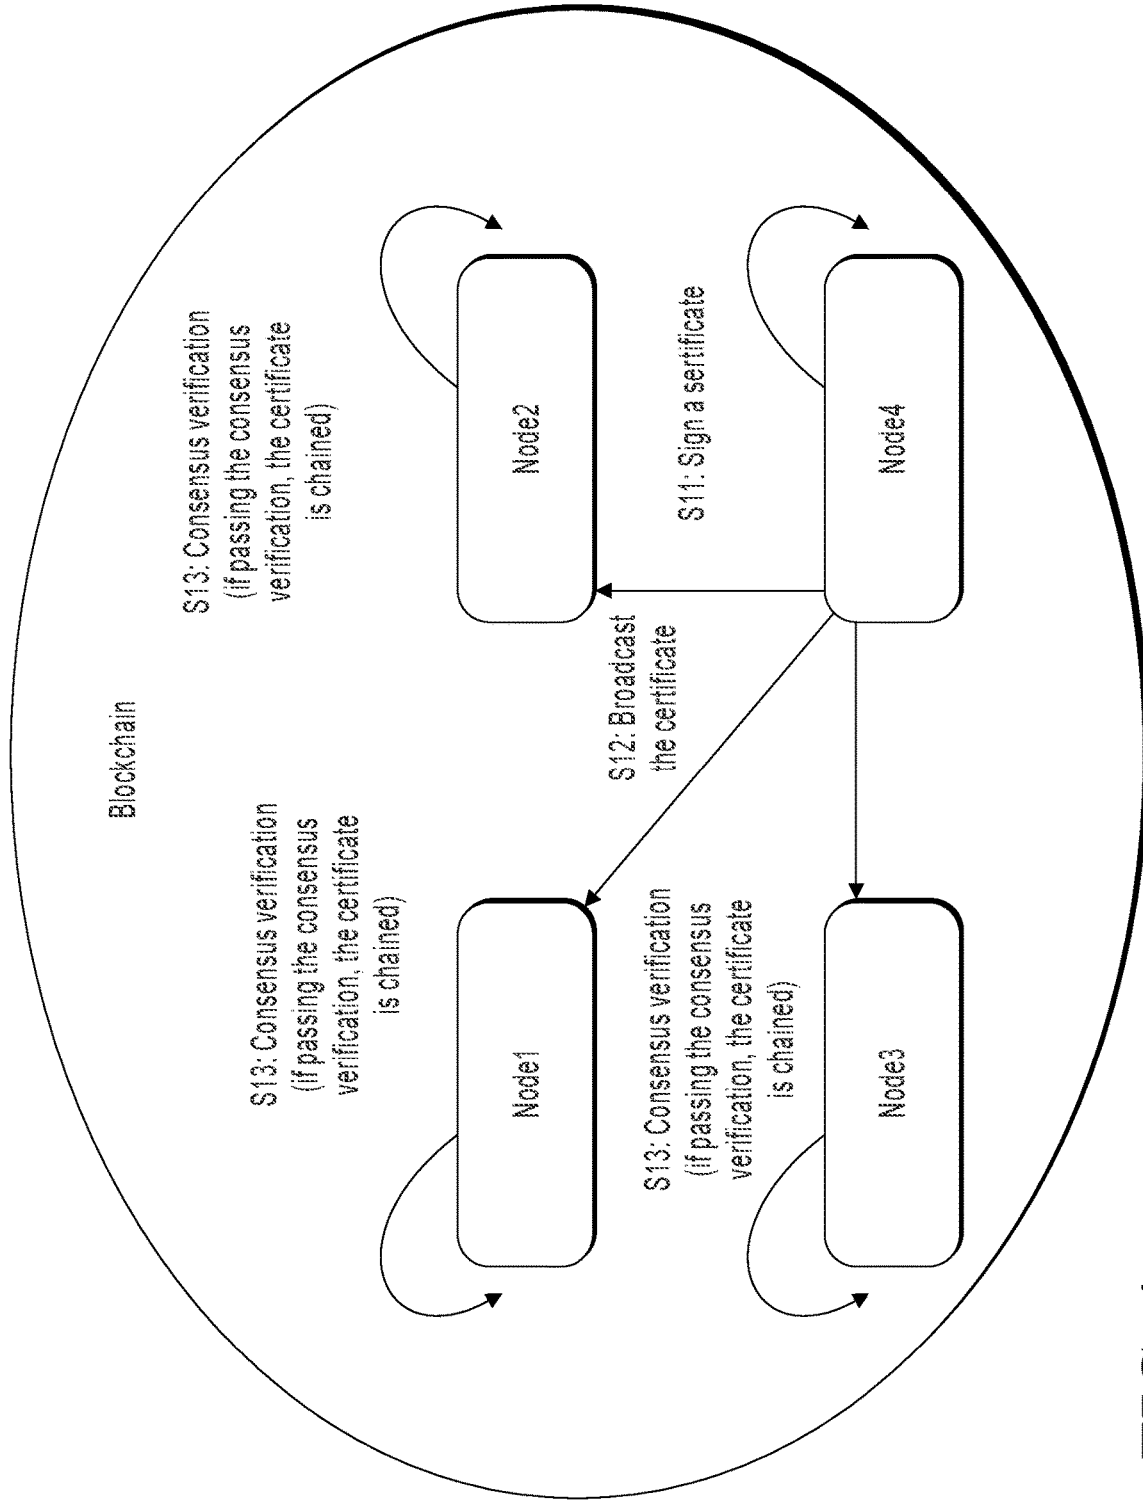 Blockchain
S13: Consensus verification
(if passing the consensus
verification, the certificate
is chained)
S13: Consensus verification
(if passing the consensus
verification, the certificate
is chained)
Node1
Node2
S12: Broadcast
the certificate
S11: Sign a sertificate
S13: Consensus verification
(if passing the consensus
verification, the certificate
is chained)
Node3
Node4